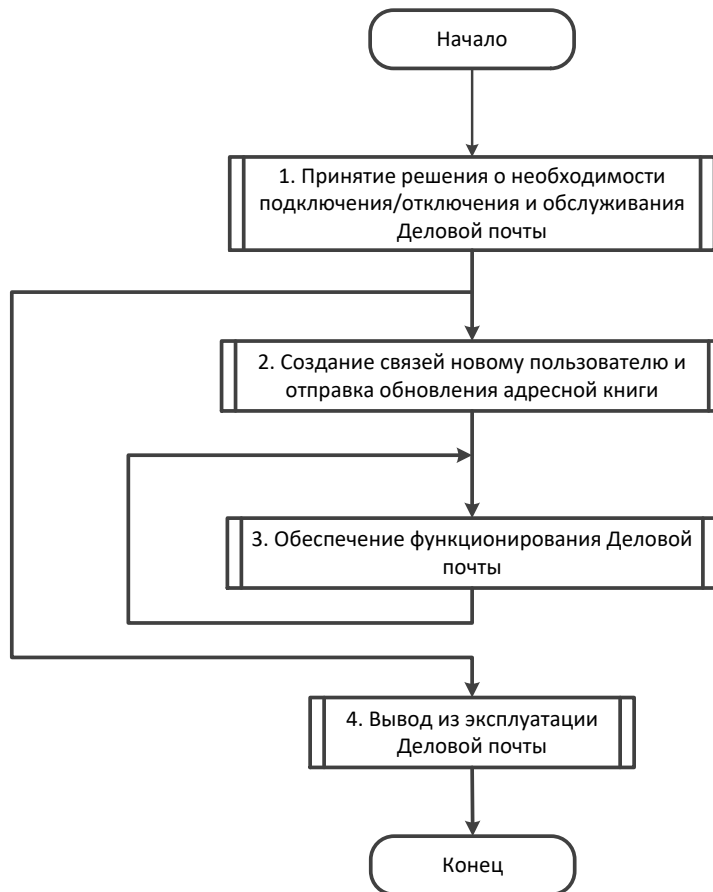 Начало
1. Принятие решения о необходимости
подключения/отключения и обслуживания
Деловой почты
2. Создание связей новому пользователю и
отправка обновления адресной книги
3. Обеспечение функционирования Деловой
почты
4. Вывод из эксплуатации
Деловой почты
Конец